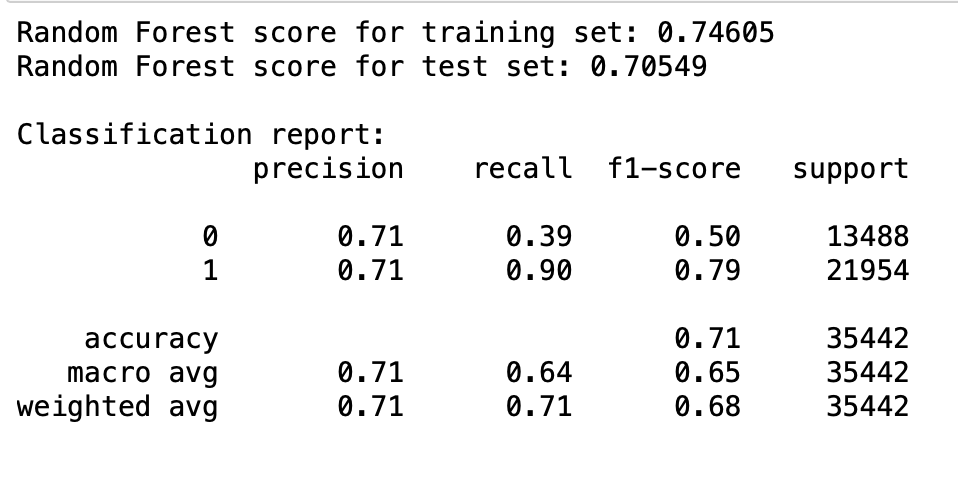 Random Forest score for training set: 0.74605
Random Forest score for test set: 0.70549
Classification report:
precision recall f1-score support
0 0.71 0.39 0.50 13488
1 0.71 0.90 0.79 21954
accuracy 0.71 35442
macro avg 0.71 0.64 0.65 35442
weighted avg 0.71 0.71 0.68 35442